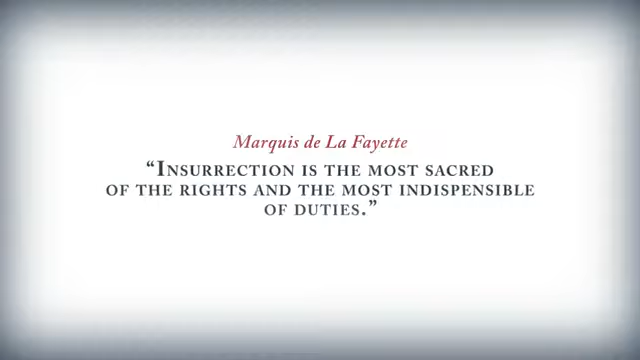 Marquis de La Fayette
“INSURRECTION IS THE MOST SACRED
OF THE RIGHTS AND THE MOST INDISPENSIBLE
OF DUTIES.”